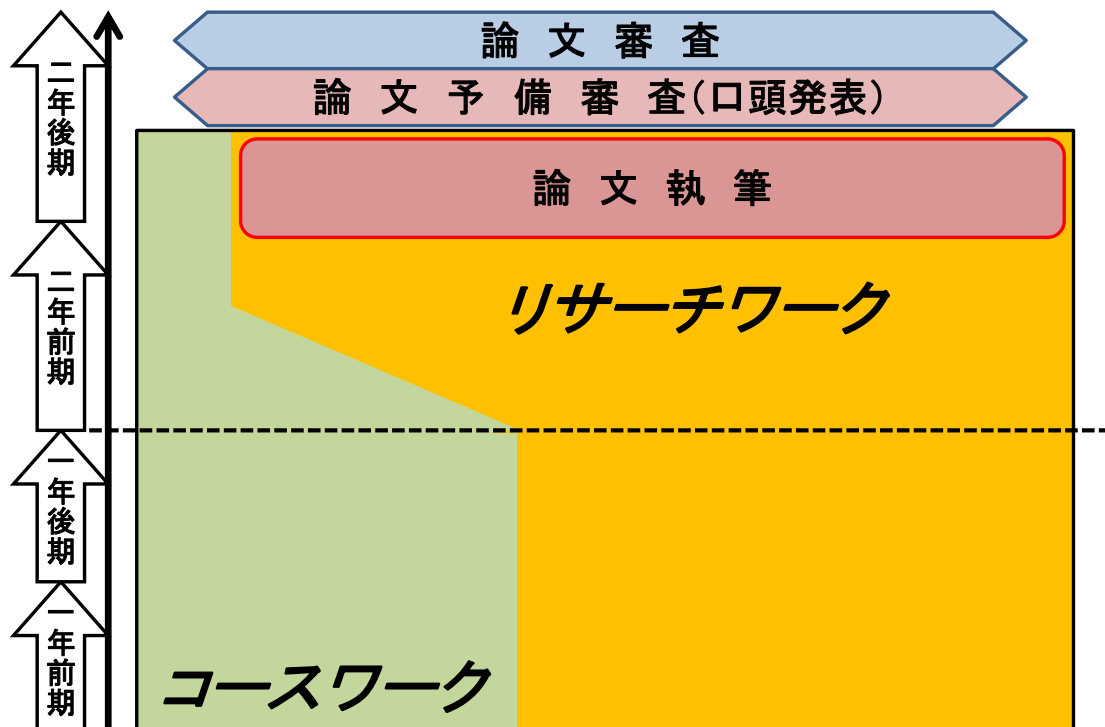 論文審査
論文予備審査(口頭発表)
二年後期
論文執筆
二年前期
リサーチワーク
一年後期
一年前期
コースワーク